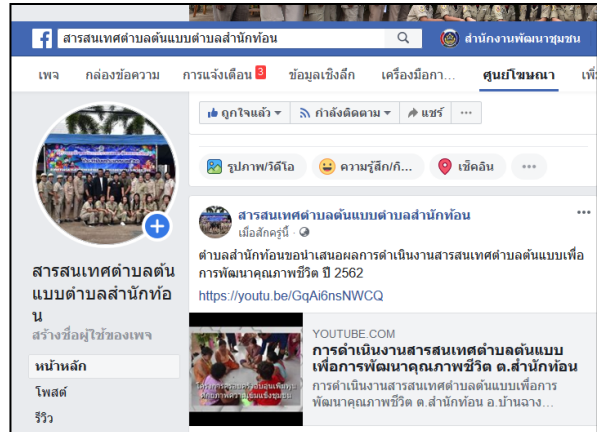 สารสนเทศตำบลต้นแบบตำบลสำนักท้อน
สำนักงานพัฒนาชุมชน
เพจ กล่องข้อความ การแจ้งเตือน 3 ข้อมูลเชิงลึก เครื่องมือกา... ศูนย์โฆษณา เพิ่
ถูกใจแล้ว กำลังติดตาม แชร์ ...
รูปภาพ/วิดีโอ ความรู้สึก/กิ... เช็คอิน ...
สารสนเทศตำบลต้นแบบตำบลสำนักท้อน ...
เมื่อสักครู่นี้ ·
ตำบลสำนักท้อนขอนำเสนอผลการดำเนินงานสารสนเทศตำบลต้นแบบเพื่อ
การพัฒนาคุณภาพชีวิต ปี 2562
https://youtu.be/GqAi6nsNWCQ
YOUTUBE.COM
การดำเนินงานสารสนเทศตำบลต้นแบบ
เพื่อการพัฒนาคุณภาพชีวิต ต.สำนักท้อน
การดำเนินงานสารสนเทศตำบลต้นแบบเพื่อการ
พัฒนาคุณภาพชีวิต ต.สำนักท้อน อ.บ้านฉาง...
สารสนเทศตำบลต้น
แบบตำบลสำนักท้อ
น
สร้างชื่อผู้ใช้ของเพจ
หน้าหลัก
โพสต์
รีวิว